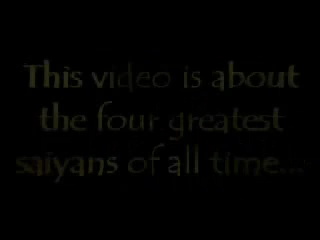 This video is about
the four greatest
saiyans of all time...